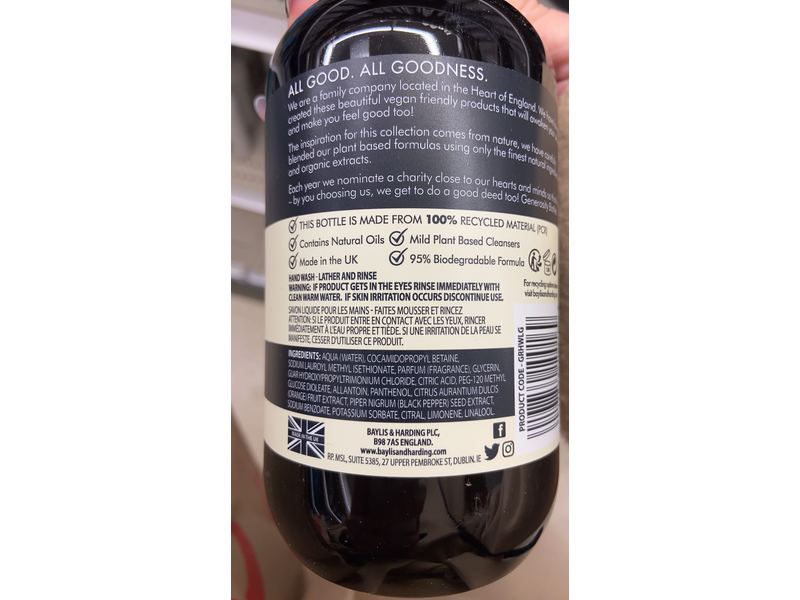 ALL GOOD. ALL GOODNESS.
We are a family company located in the Heart of England. We have
created these beautiful vegan friendly products that will awaken your
and make you feel good too!
The inspiration for this collection comes from nature, we have carefully
blended our plant based formulas using only the finest natural
and organic extracts.
Each year we nominate a charity close to our hearts and minds so
– by you choosing us, we get to do a good deed too! Generosity
THIS BOTTLE IS MADE FROM 100% RECYCLED MATERIAL (PCR)
Contains Natural Oils Mild Plant Based Cleansers
Made in the UK 95% Biodegradable Formula
For recycling
visit baylisandharding
HAND WASH - LATHER AND RINSE
WARNING: IF PRODUCT GETS IN THE EYES RINSE IMMEDIATELY WITH
CLEAN WARM WATER. IF SKIN IRRITATION OCCURS DISCONTINUE USE.
SAVON LIQUIDE POUR LES MAINS - FAITES MOUSSER ET RINCEZ
ATTENTION: SI LE PRODUIT ENTRE EN CONTACT AVEC LES YEUX, RINCER
IMMÉDIATEMENT À L'EAU PROPRE ET TIÈDE. SI UNE IRRITATION DE LA PEAU SE
MANIFESTE, CESSER D'UTILISER CE PRODUIT.
INGREDIENTS: AQUA (WATER), COCAMIDOPROPYL BETAINE,
SODIUM LAUROYL METHYL ISETHIONATE, PARFUM (FRAGRANCE), GLYCERIN,
GUAR HYDROXYPROPYLTRIMONIUM CHLORIDE, CITRIC ACID, PEG-120 METHYL
GLUCOSE DIOLEATE, ALLANTOIN, PANTHENOL, CITRUS AURANTIUM DULCIS
(ORANGE) FRUIT EXTRACT, PIPER NIGRUM (BLACK PEPPER) SEED EXTRACT,
SODIUM BENZOATE, POTASSIUM SORBATE, CITRAL, LIMONENE, LINALOOL.
PRODUCT CODE - GRHWLG
MADE IN THE UK
BAYLIS & HARDING PLC,
B98 7AS ENGLAND.
www.baylisandharding.com
RP. MSL, SUITE 5385, 27 UPPER PEMBROKE ST, DUBLIN. IE